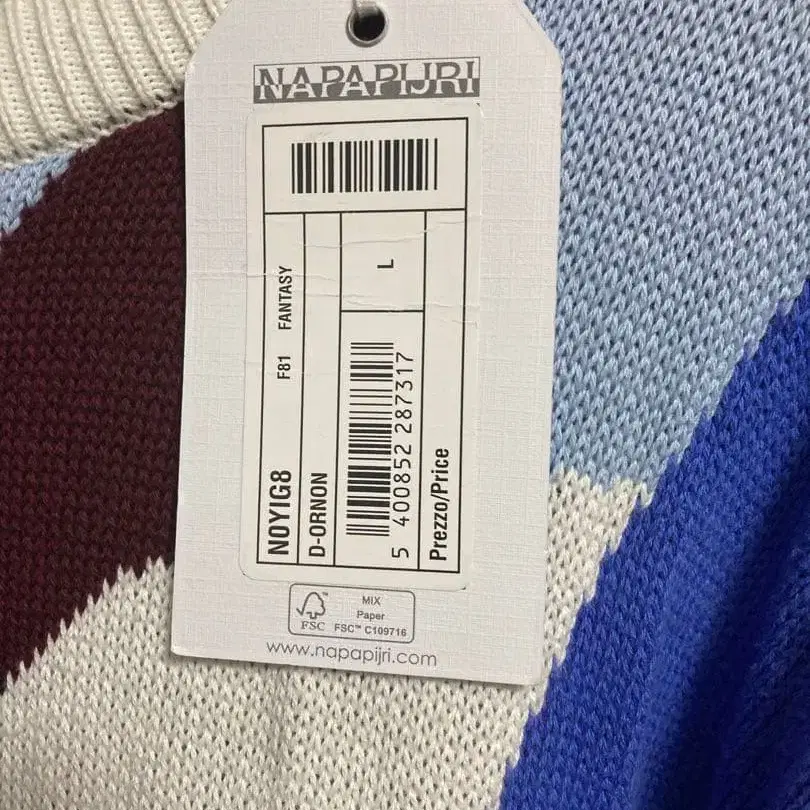 NAPAPIJRI
N0YIG8 F81 FANTASY
D-ORNON
L
5 400852 287317
Prezzo/Price
FSC
MIX
Paper
FSC™ C109716
www.napapijri.com